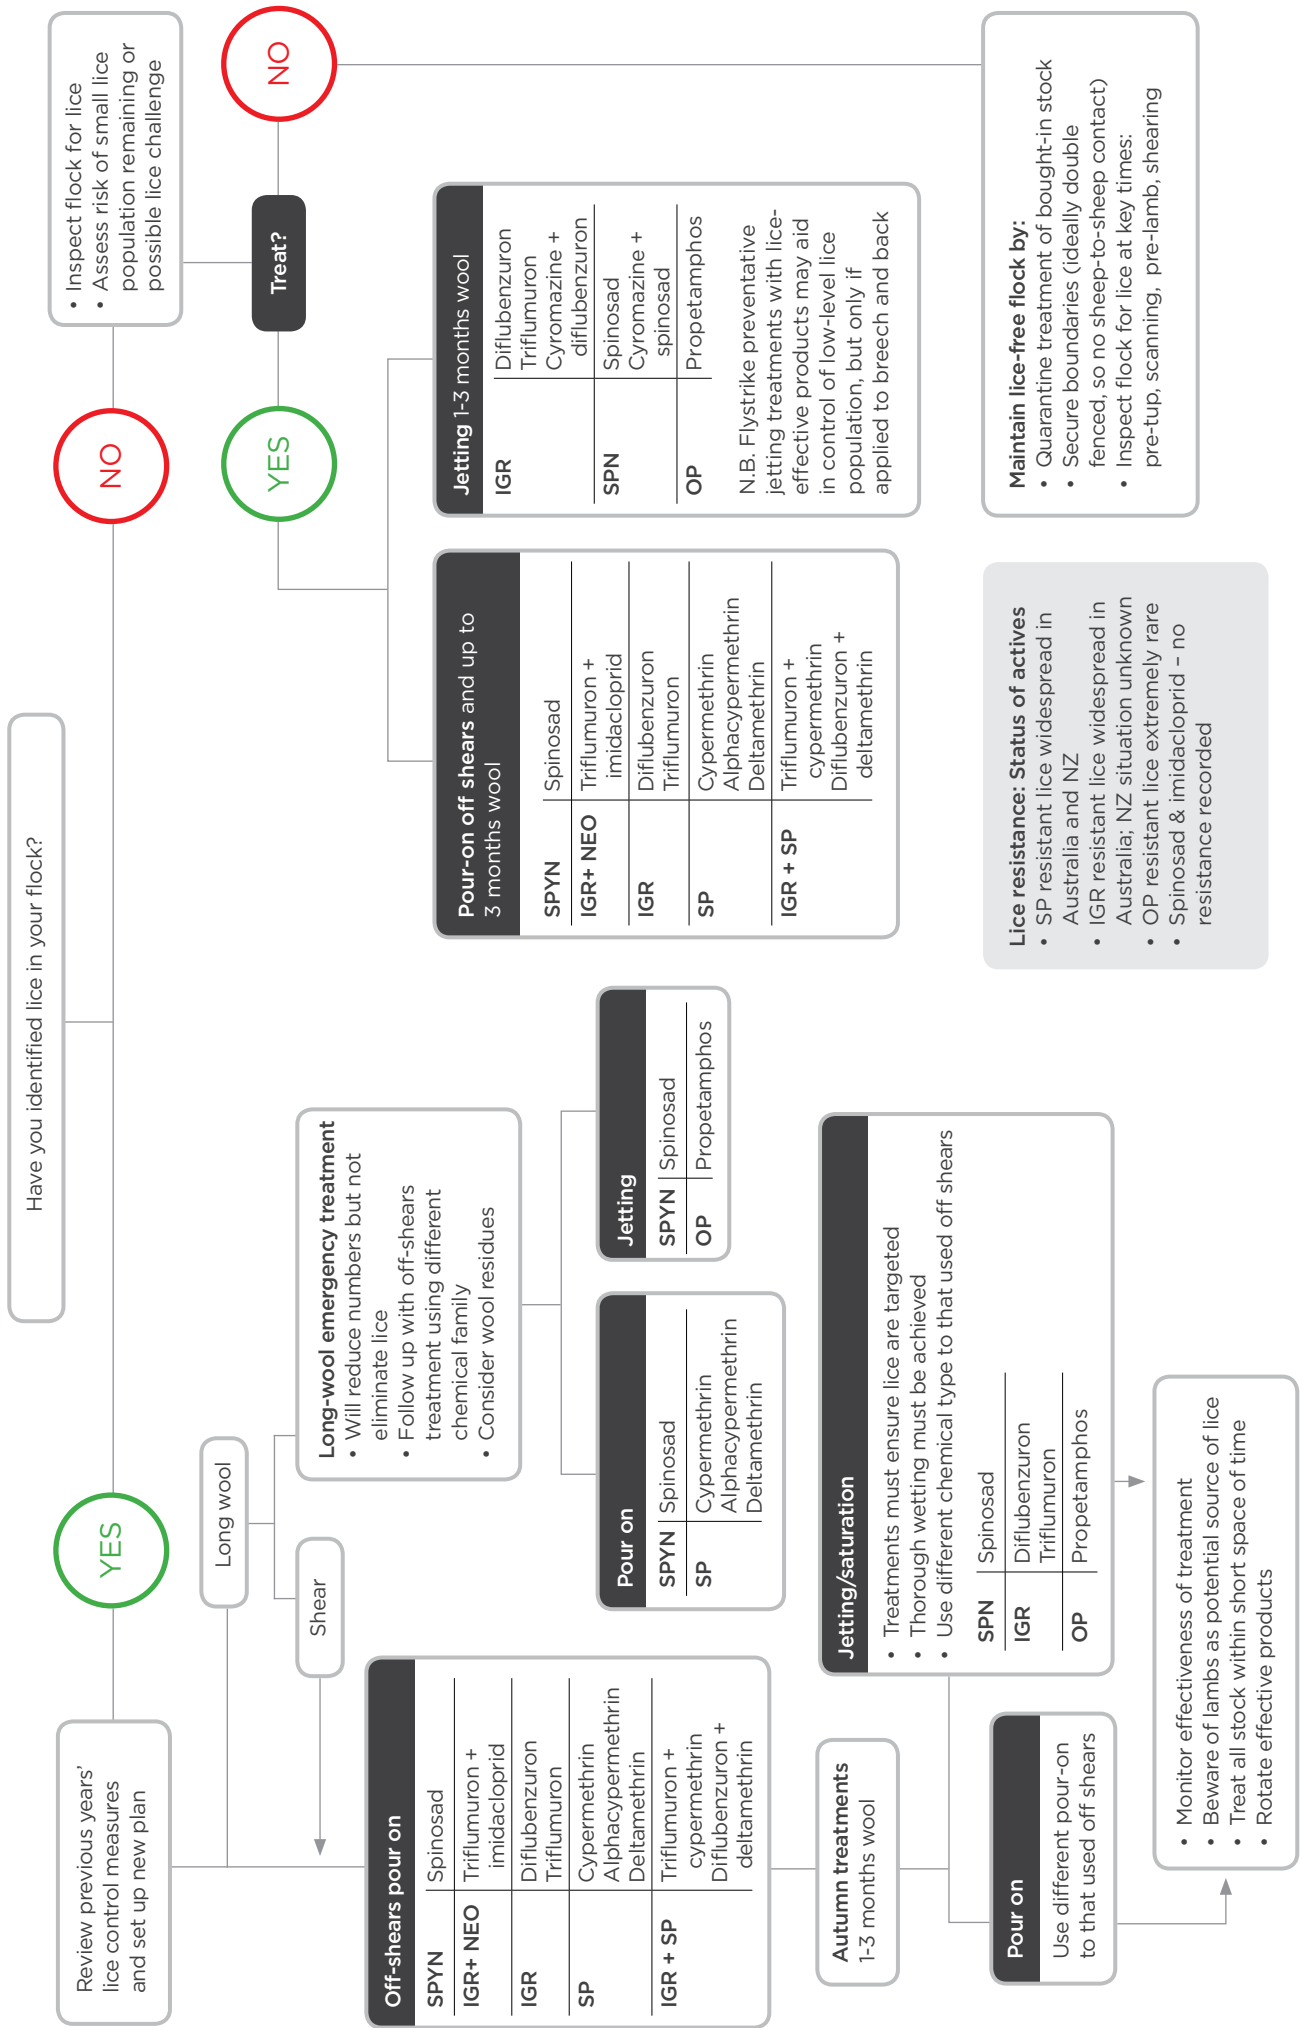 Have you identified lice in your flock?
YES
NO
Review previous years'
lice control measures
and set up new plan
Long wool
Shear
Long-wool emergency treatment
• Will reduce numbers but not
eliminate lice
• Follow up with off-shears
treatment using different
chemical family
• Consider wool residues
Off-shears pour on
SPYN Spinosad
IGR+ NEO Triflumuron +
imidacloprid
IGR Diflubenzuron
Triflumuron
SP Cypermethrin
Alphacypermethrin
Deltamethrin
IGR + SP Triflumuron +
cypermethrin
Diflubenzuron +
deltamethrin
Pour on
SPYN Spinosad
SP Cypermethrin
Alphacypermethrin
Deltamethrin
Jetting
SPYN Spinosad
OP Propetamphos
Autumn treatments
1-3 months wool
Pour on
Use different pour-on
to that used off shears
Jetting/saturation
• Treatments must ensure lice are targeted
• Thorough wetting must be achieved
• Use different chemical type to that used off shears
SPN Spinosad
IGR Diflubenzuron
Triflumuron
OP Propetamphos
• Monitor effectiveness of treatment
• Beware of lambs as potential source of lice
• Treat all stock within short space of time
• Rotate effective products
• Inspect flock for lice
• Assess risk of small lice
population remaining or
possible lice challenge
Treat?
YES
NO
Pour-on off shears and up to
3 months wool
SPYN Spinosad
IGR+ NEO Triflumuron +
imidacloprid
IGR Diflubenzuron
Triflumuron
SP Cypermethrin
Alphacypermethrin
Deltamethrin
IGR + SP Triflumuron +
cypermethrin
Diflubenzuron +
deltamethrin
Jetting 1-3 months wool
IGR Diflubenzuron
Triflumuron
Cyromazine +
diflubenzuron
SPN Spinosad
Cyromazine +
spinosad
OP Propetamphos
N.B. Flystrike preventative
jetting treatments with lice-
effective products may aid
in control of low-level lice
population, but only if
applied to breech and back
Lice resistance: Status of actives
• SP resistant lice widespread in
Australia and NZ
• IGR resistant lice widespread in
Australia; NZ situation unknown
• OP resistant lice extremely rare
• Spinosad & imidacloprid – no
resistance recorded
Maintain lice-free flock by:
• Quarantine treatment of bought-in stock
• Secure boundaries (ideally double
fenced, so no sheep-to-sheep contact)
• Inspect flock for lice at key times:
pre-tup, scanning, pre-lamb, shearing